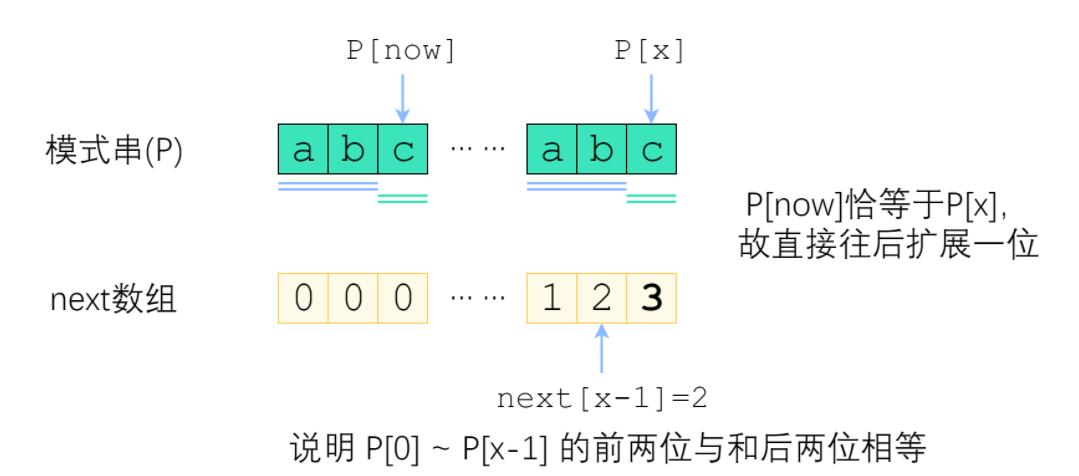 P[now] P[x]
模式串(P) a b c ⋯⋯ a b c
P[now]恰等于P[x],
故直接往后扩展一位
next数组 0 0 0 ⋯⋯ 1 2 3
next[x-1]=2
说明 P[0] ~ P[x-1] 的前两位与和后两位相等